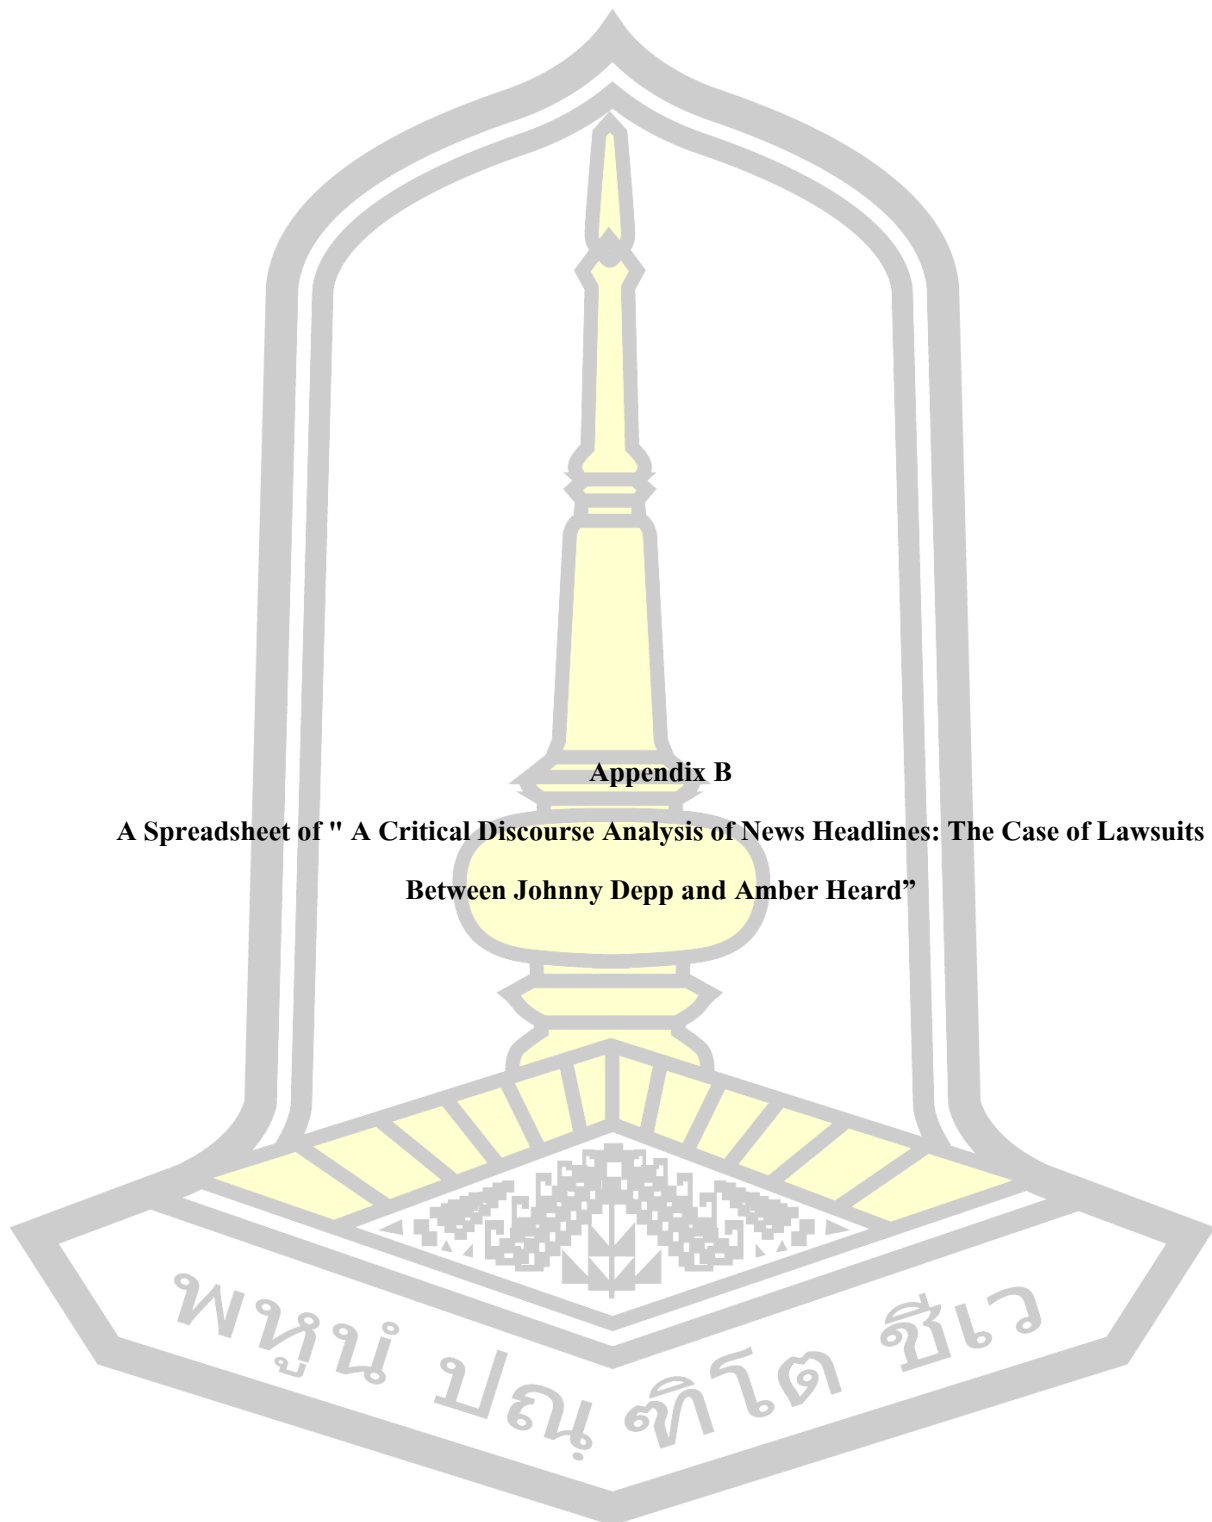 Appendix B
A Spreadsheet of " A Critical Discourse Analysis of News Headlines: The Case of Lawsuits
Between Johnny Depp and Amber Heard”
พหูนํ ปณฺฑิโต ชีเว